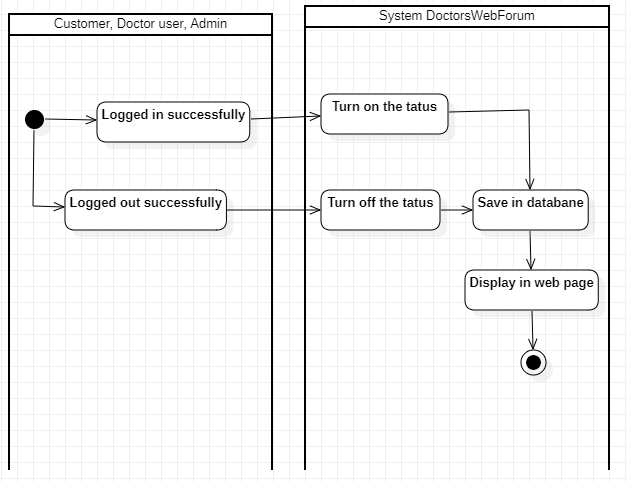 Customer, Doctor user, Admin
System DoctorsWebForum
Logged in successfully
Turn on the tatus
Logged out successfully
Turn off the tatus
Save in databane
Display in web page